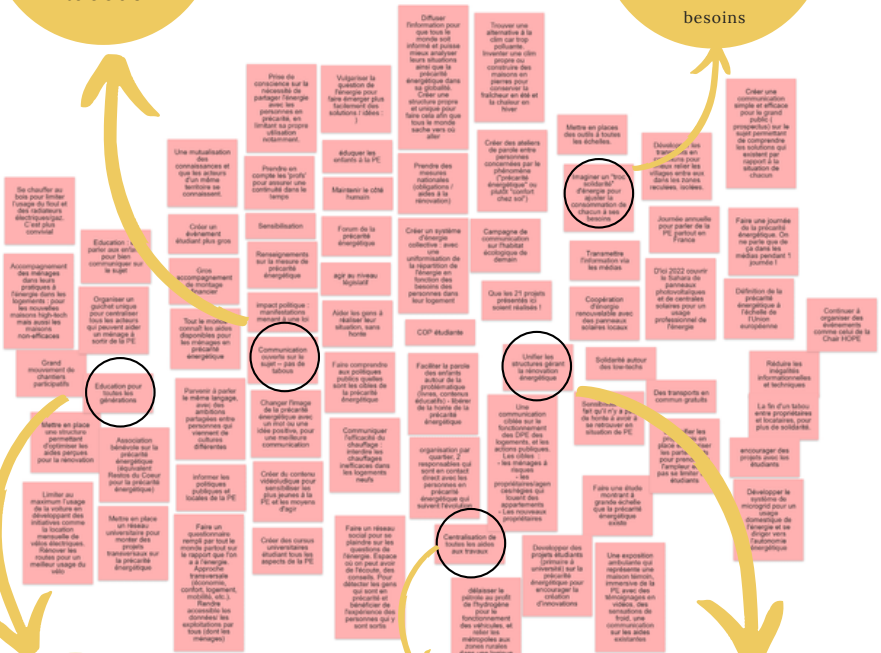 besoins
Diffuser
l'information pour
que tous le
monde soit
informé et puisse
mieux analyser
leurs situations
ainsi que la
précarité
énergétique dans
sa globalité.
Créer une
structure propre
et unique pour
faire cela afin que
tous le monde
sache vers où
aller
Trouver une
alternative à la
clim car trop
polluante.
Inventer une clim
propre ou
construire des
maisons en
pierres pour
conserver la
fraîcheur en été et
la chaleur en
hiver
Prise de
conscience sur la
nécessité de
partager l'énergie
avec les
personnes en
précarité, en
limitant sa propre
utilisation
notamment.
Vulgariser la
question de
l'énergie pour
faire émerger plus
facilement des
solutions / idées :
)
Créer une
communication
simple et efficace
pour le grand
public (
prospectus) sur le
sujet permettant
de comprendre
les solutions qui
existent par
rapport à la
situation de
chacun
Mettre en places
des outils à toutes
les échelles.
Une mutualisation
des
connaissances et
que les acteurs
d'un même
territoire se
connaissent.
Prendre en
compte les 'profs'
pour assurer une
continuité dans le
temps
éduquer les
enfants à la PE
Maintenir le côté
humain
Prendre des
mesures
nationales
(obligations /
aides à la
rénovation)
Créer des ateliers
de parole entre
personnes
concernées par le
phénomène
("précarité
énergétique" ou
plutôt "confort
chez soi")
Imaginer un "troc
solidarité"
d'énergie pour
ajuster la
consommation de
chacun à ses
besoins
relier les
villages entre eux
dans les zones
reculées, isolées.
Se chauffer au
bois pour limiter
l'usage du fioul et
des radiateurs
électriques/gaz.
C'est plus
convivial
Education :
parler aux
pour bien
communiquer sur
le sujet
Créer un
évènement
étudiant plus gros
Sensibilisation
Forum de la
précarité
énergétique
Créer un système
d'énergie
collective : avec
une
uniformisation de
la répartition de
l'énergie en
fonction des
besoins des
personnes dans
leur logement
Campagne de
communication
sur l'habitat
écologique de
demain
Transmettre
l'information via
les médias
Journée annuelle
pour parler de la
PE partout en
France
Faire une journée
de la précarité
énergétique. On
ne parle que de
ça dans les
médias pendant 1
journée !
Accompagnement
des ménages
dans leurs
pratiques à
l'énergie dans les
logements : pour
les nouvelles
maisons high-tech
mais aussi les
maisons
non-efficaces
Organiser un
guichet unique
pour centraliser
tous les acteurs
qui peuvent aider
un ménage à
sortir de la PE
Gros
accompagnement
de montage
financier
Renseignements
sur la mesure de
précarité
énergétique
agir au niveau
législatif
Que les 21 projets
présentés ici
soient réalisés !
Coopération
d'énergie
renouvelable avec
des panneaux
solaires locaux
D'ici 2022 couvrir
le Sahara de
panneaux
photovoltaïques
et de centrales
solaires pour un
usage
professionnel de
l'énergie
Définition de la
précarité
énergétique à
l'échelle de
l'Union
européenne
Continuer à
organiser des
évènements
comme celui de la
Chair HOPE
impact politique :
manifestations
menant à une loi
Aider les gens à
réaliser leur
situation, sans
honte
COP étudiante
Tout le monde
connaît les aides
disponibles pour
les ménages en
précarité
énergétique
Communication
ouverte sur le
sujet -- pas de
tabous
Unifier les
structures gérant
la rénovation
énergétique
Solidarité autour
des low-techs
Grand
mouvement de
chantiers
participatifs
Education pour
toutes les
générations
Parvenir à parler
le même langage,
avec des
ambitions
partagées entre
personnes qui
viennent de
cultures
différentes
Changer l'image
de la précarité
énergétique avec
un mot ou une
idée positive, pour
une meilleure
communication
Faire comprendre
aux politiques
publics quelles
sont les cibles de
la précarité
énergétique
Faciliter la parole
des enfants
autour de la
problématique
(livres, contenus
éducatifs) - libérer
de la honte de la
précarité
énergétique
Réduire les
inégalités
informationnelles
et techniques
Des transports en
commun gratuits
La fin d'un tabou
entre propriétaires
et locataires, pour
plus de solidarité.
Mettre en place
une structure
permettant
d'optimiser les
aides perçues
pour la rénovation
Association
bénévole sur la
précarité
énergétique
(équivalent
Restos du Coeur
pour la précarité
énergétique)
Communiquer
l'efficacité du
chauffage :
interdire les
chauffages
inefficaces dans
les logements
neufs
Une
communication
ciblée sur le
fonctionnement
des DPE des
logements, et les
actions publiques.
Les cibles :
- les ménages à
risques
- les
propriétaires/agen
ces/régies qui
louent des
appartements
- Les nouveaux
propriétaires
de honte à avoir à
se retrouver en
situation de PE
organisation par
quartier, 2
responsables qui
sont en contact
direct avec les
personnes en
précarité
énergétique qui
suivent l'évolution
encourager des
projets avec les
étudiants
informer les
politiques
publiques et
locales de la PE
Créer du contenu
vidéoludique pour
sensibiliser les
plus jeunes à la
PE et les moyens
d'agir
Limiter au
maximum l'usage
de la voiture en
développant des
initiatives comme
la location
mensuelle de
vélos électriques.
Rénover les
routes pour un
meilleur usage du
vélo
Mettre en place
un réseau
universitaire pour
monter des
projets
transversaux sur
la précarité
énergétique
Faire un
questionnaire
rempli par tout le
monde partout sur
le rapport que l'on
a à l'énergie.
Approche
transversale
(économie,
confort, logement,
mobilité, etc.).
Rendre
accessible les
données/ les
exploitations par
tous (dont les
ménages)
Créer des cursus
universitaires
étudiant tous les
aspects de la PE
Faire un réseau
social pour se
plaindre sur les
questions de
l'énergie. Espace
où on peut avoir
de l'écoute, des
conseils. Pour
détecter les gens
qui sont en
précarité et
bénéficier de
l'expérience des
personnes qui y
sont sortis
Centralisation de
toutes les aides
aux travaux
Faire une étude
montrant à
grande échelle
que la précarité
énergétique
existe
Développer le
système de
microgrid pour un
usage
domestique de
l'énergie et se
diriger vers
l'autonomie
énergétique
Développer des
projets étudiants
(primaire à
université) sur la
précarité
énergétique pour
encourager la
création
d'innovations
Une exposition
ambulante qui
représente une
maison témoin,
immersive de la
PE, avec des
témoignages en
vidéos, des
sensations de
froid, une
communication
sur les aides
existantes
délaisser le
pétrole au profit
de l'hydrogène
pour le
fonctionnement
des véhicules, et
relier les
métropoles aux
zones rurales